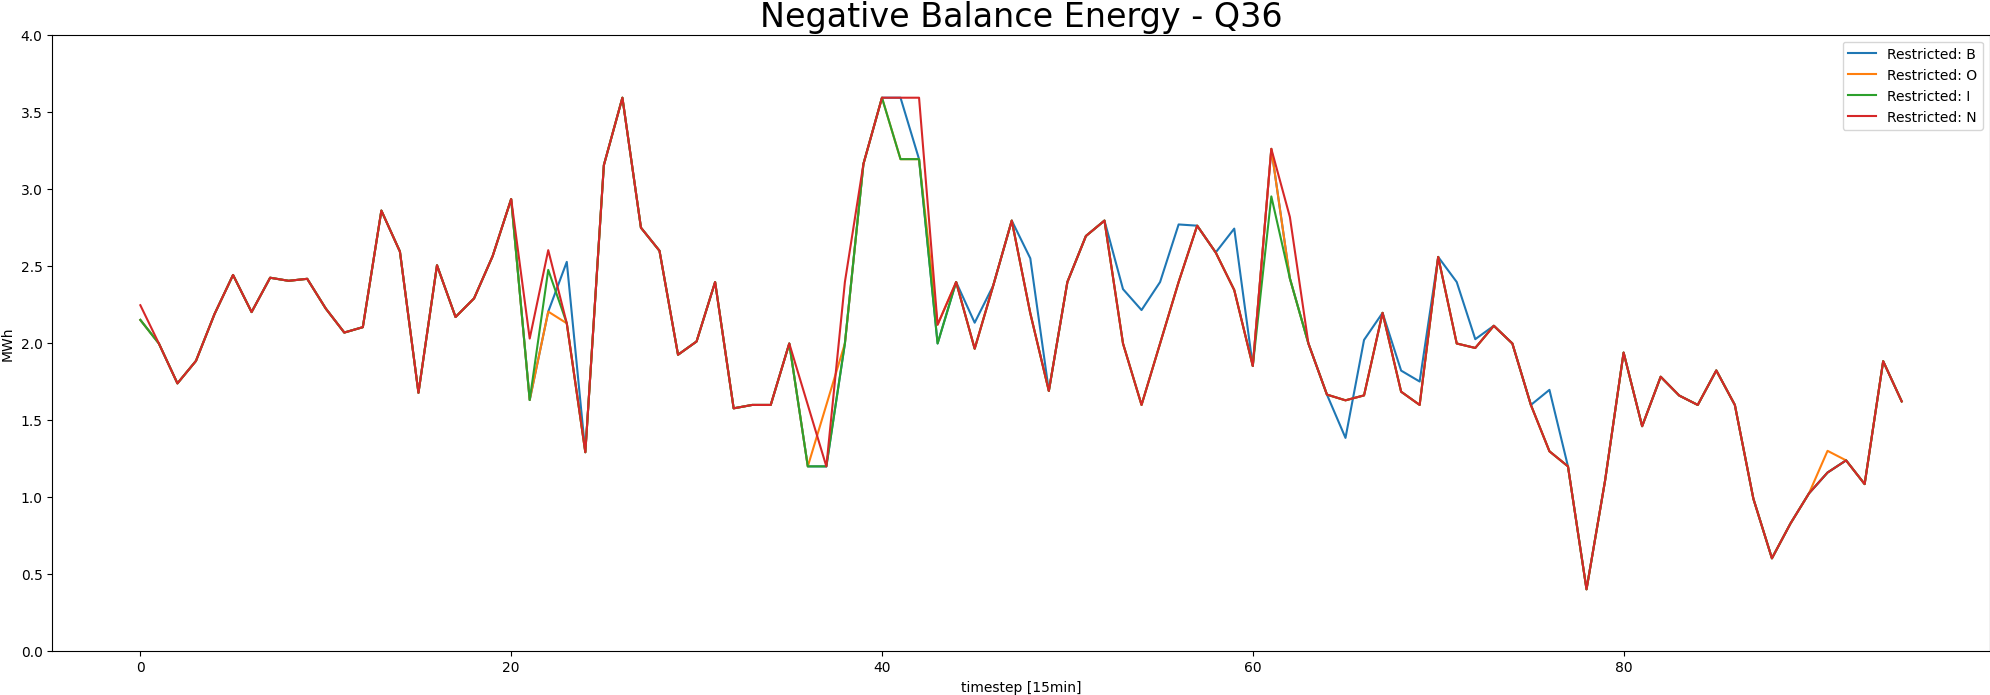 Negative Balance Energy - Q36
4.0
3.5
3.0
2.5
2.0
1.5
1.0
0.5
0.0
MWh
Restricted: B
Restricted: O
Restricted: I
Restricted: N
0 20 40 60 80
timestep [15min]